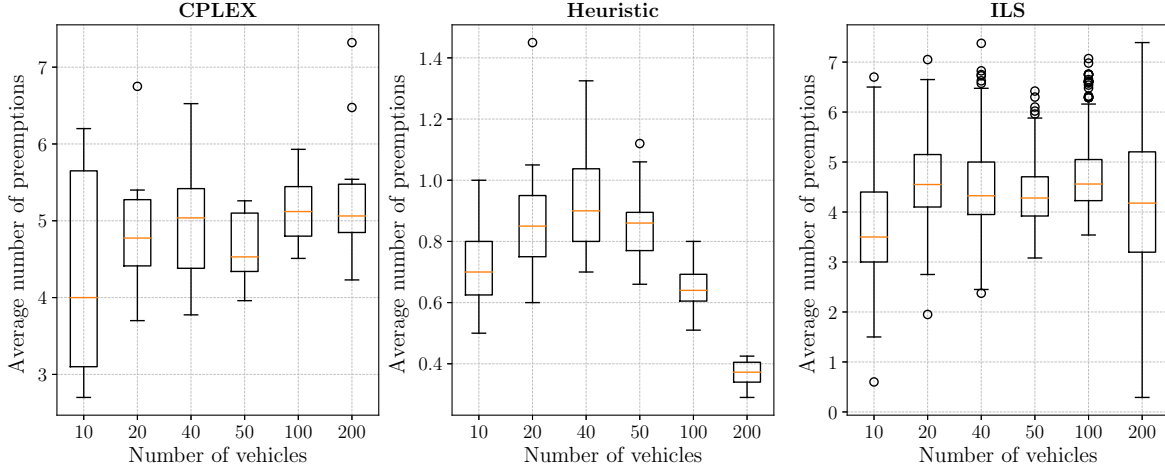 CPLEX
Average number of preemptions
7
6
5
4
3
10 20 40 50 100 200
Number of vehicles
Heuristic
Average number of preemptions
1.4
1.2
1.0
0.8
0.6
0.4
10 20 40 50 100 200
Number of vehicles
ILS
Average number of preemptions
7
6
5
4
3
2
1
0
10 20 40 50 100 200
Number of vehicles